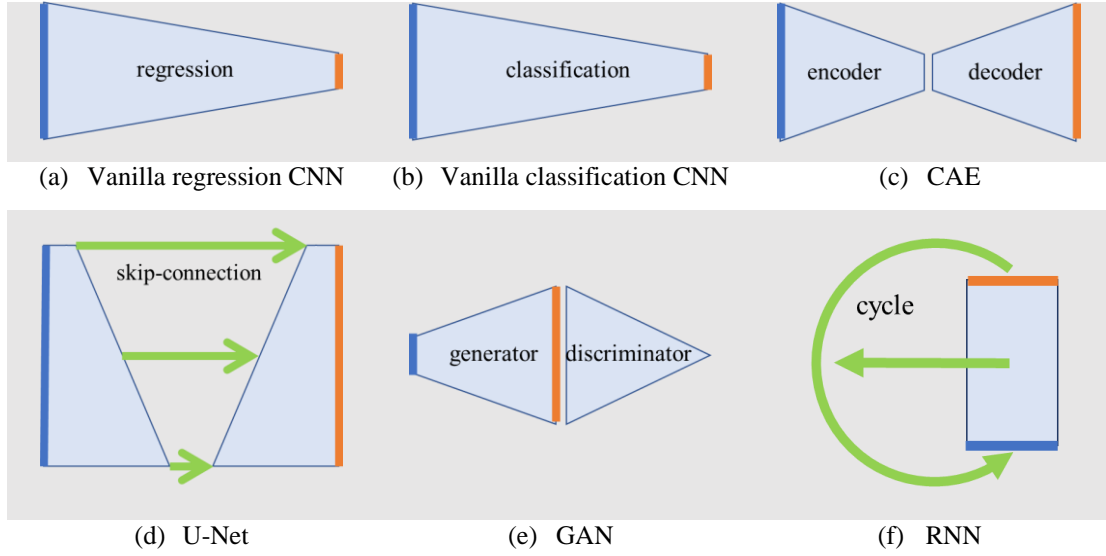 regression
classification
encoder
decoder
(a) Vanilla regression CNN
(b) Vanilla classification CNN
(c) CAE
skip-connection
generator
discriminator
cycle
(d) U-Net
(e) GAN
(f) RNN